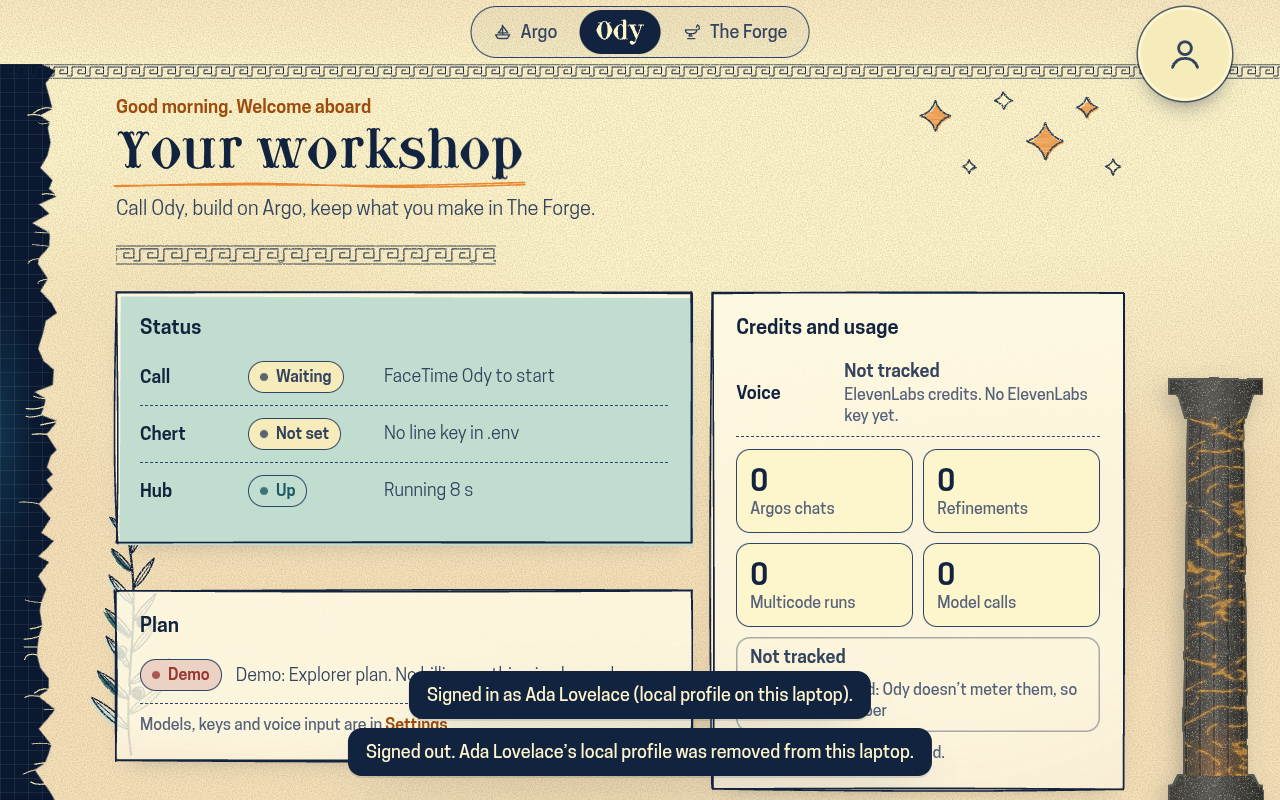 Argo
Ody
The Forge
Good morning. Welcome aboard
Your workshop
Call Ody, build on Argo, keep what you make in The Forge.
Status
Call
Waiting
FaceTime Ody to start
Chert
Not set
No line key in .env
Hub
Up
Running 8 s
Plan
Demo
Demo: Explorer plan.
Models, keys and voice input are in Settings
Credits and usage
Voice
Not tracked
ElevenLabs credits. No ElevenLabs
key yet.
0
Argos chats
0
Refinements
0
Multicode runs
0
Model calls
Not tracked
Ody doesn't meter them, so
Signed in as Ada Lovelace (local profile on this laptop).
Signed out. Ada Lovelace's local profile was removed from this laptop.